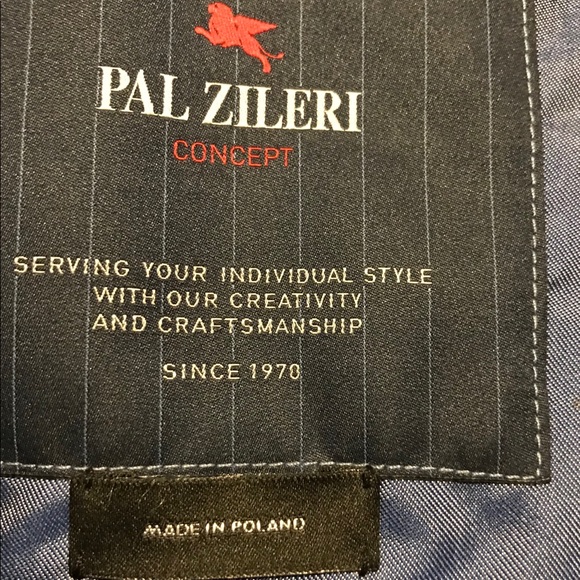 PAL ZILERI
CONCEPT
SERVING YOUR INDIVIDUAL STYLE
WITH OUR CREATIVITY
AND CRAFTSMANSHIP
SINCE 1970
MADE IN POLAND